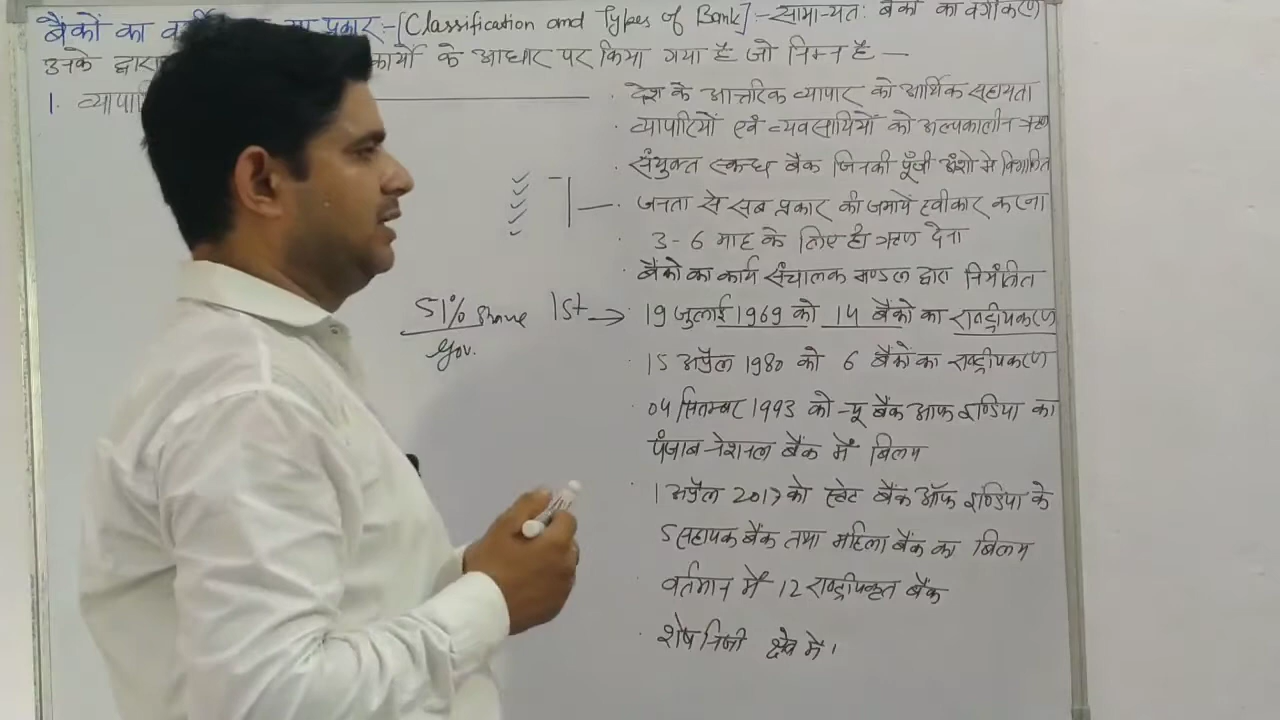 बैंकों का प्रकार:-[Classification and Types of Bank]:- सामान्यत: बैंकों का वर्गीकरण
उनके द्वारा कार्यों के आधार पर किया गया है जो निम्न है —
1. व्यापारि
· देश के आन्तरिक व्यापार को आर्थिक सहायता
· व्यापारियों एवं व्यवसायियों को अल्पकालीन ऋण
· संयुक्त स्कन्ध बैंक जिनकी पूँजी अंशो मे विभाजित
· जनता से सब प्रकार की जमायें स्वीकार करना
· 3-6 माह के लिए ही ऋण देना
· बैंको का कार्य संचालक मण्डल द्वारा नियंत्रित
51% Share
Gov.
1st → 19 जुलाई 1969 को 14 बैंकों का राष्ट्रीयकरण
· 15 अप्रैल 1980 को 6 बैंकों का राष्ट्रीयकरण
· 04 सितम्बर 1993 को न्यू बैंक आफ इण्डिया का
पंजाब नेशनल बैंक में विलय
· 1 अप्रैल 2017 को स्टेट बैंक ऑफ इण्डिया के
5 सहायक बैंक तथा महिला बैंक का विलय
वर्तमान में 12 राष्ट्रीयकृत बैंक
· शेष निजी क्षेत्र में।